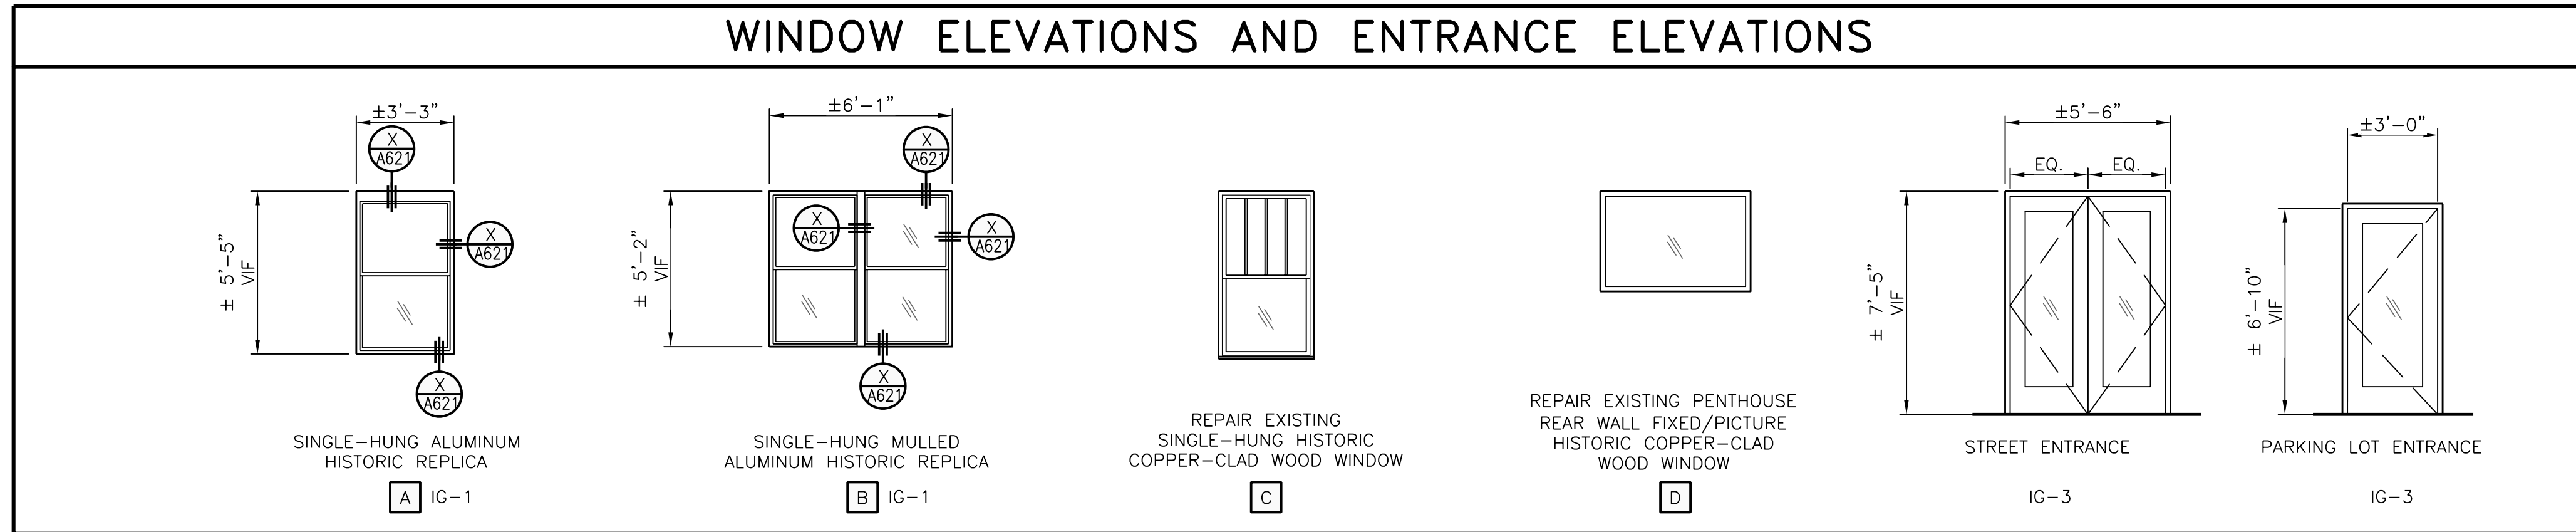 WINDOW ELEVATIONS AND ENTRANCE ELEVATIONS
±3'-3"
X
A621
X
A621
± 5'-5"
VIF
X
A621
SINGLE-HUNG ALUMINUM
HISTORIC REPLICA
A IG-1
±6'-1"
X
A621
X
A621
X
A621
± 5'-2"
VIF
X
A621
SINGLE-HUNG MULLED
ALUMINUM HISTORIC REPLICA
B IG-1
REPAIR EXISTING
SINGLE-HUNG HISTORIC
COPPER-CLAD WOOD WINDOW
C
REPAIR EXISTING PENTHOUSE
REAR WALL FIXED/PICTURE
HISTORIC COPPER-CLAD
WOOD WINDOW
D
±5'-6"
EQ. EQ.
± 7'-5"
VIF
STREET ENTRANCE
IG-3
±3'-0"
± 6'-10"
VIF
PARKING LOT ENTRANCE
IG-3